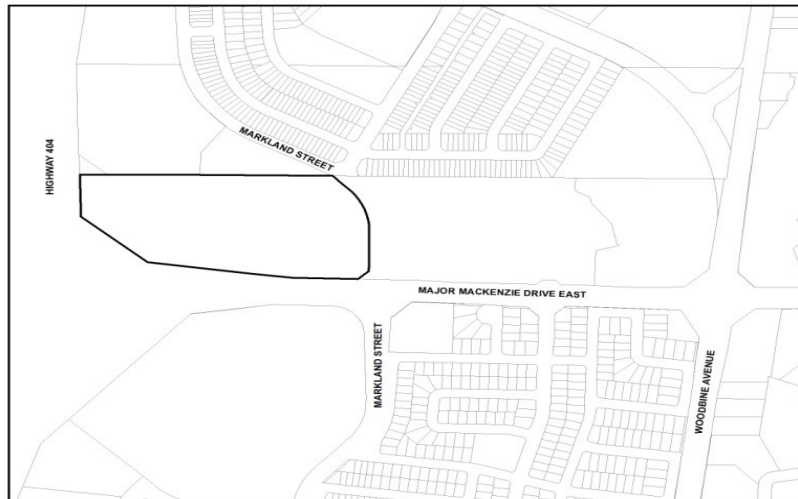 MARKLAND STREET
HIGHWAY 404
MAJOR MACKENZIE DRIVE EAST
MARKLAND STREET
WOODBINE AVENUE